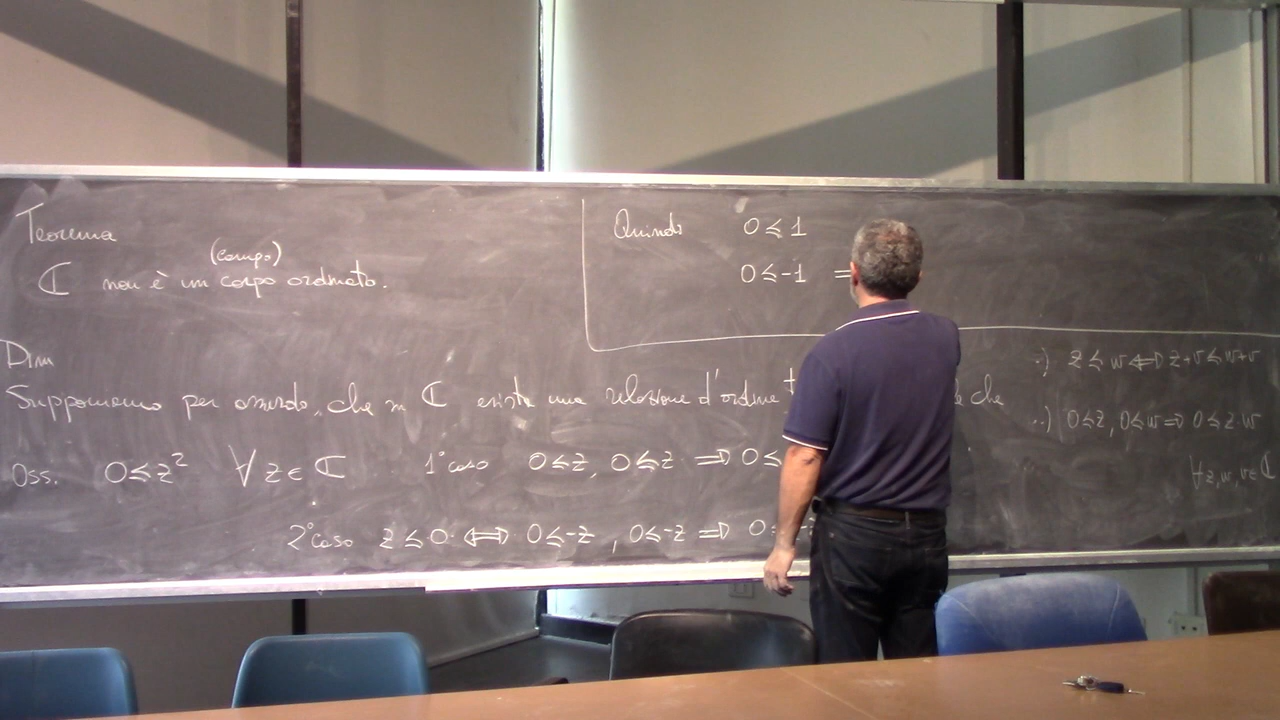 Teorema
(campo)
ℂ non è un corpo ordinato.
Dim
Supponiamo per assurdo, che in ℂ esista una relazione d'ordine che
Oss. 0≤z² ∀z∈ℂ 1°caso 0≤z, 0≤z ⇒ 0≤
2°caso z≤0 ⇔ 0≤-z, 0≤-z ⇒ 0
Quindi 0≤1
0≤-1 =
·) z≤w ⇔ z+v≤w+v
··) 0≤z, 0≤w ⇒ 0≤z·w
∀z,w,v∈ℂ